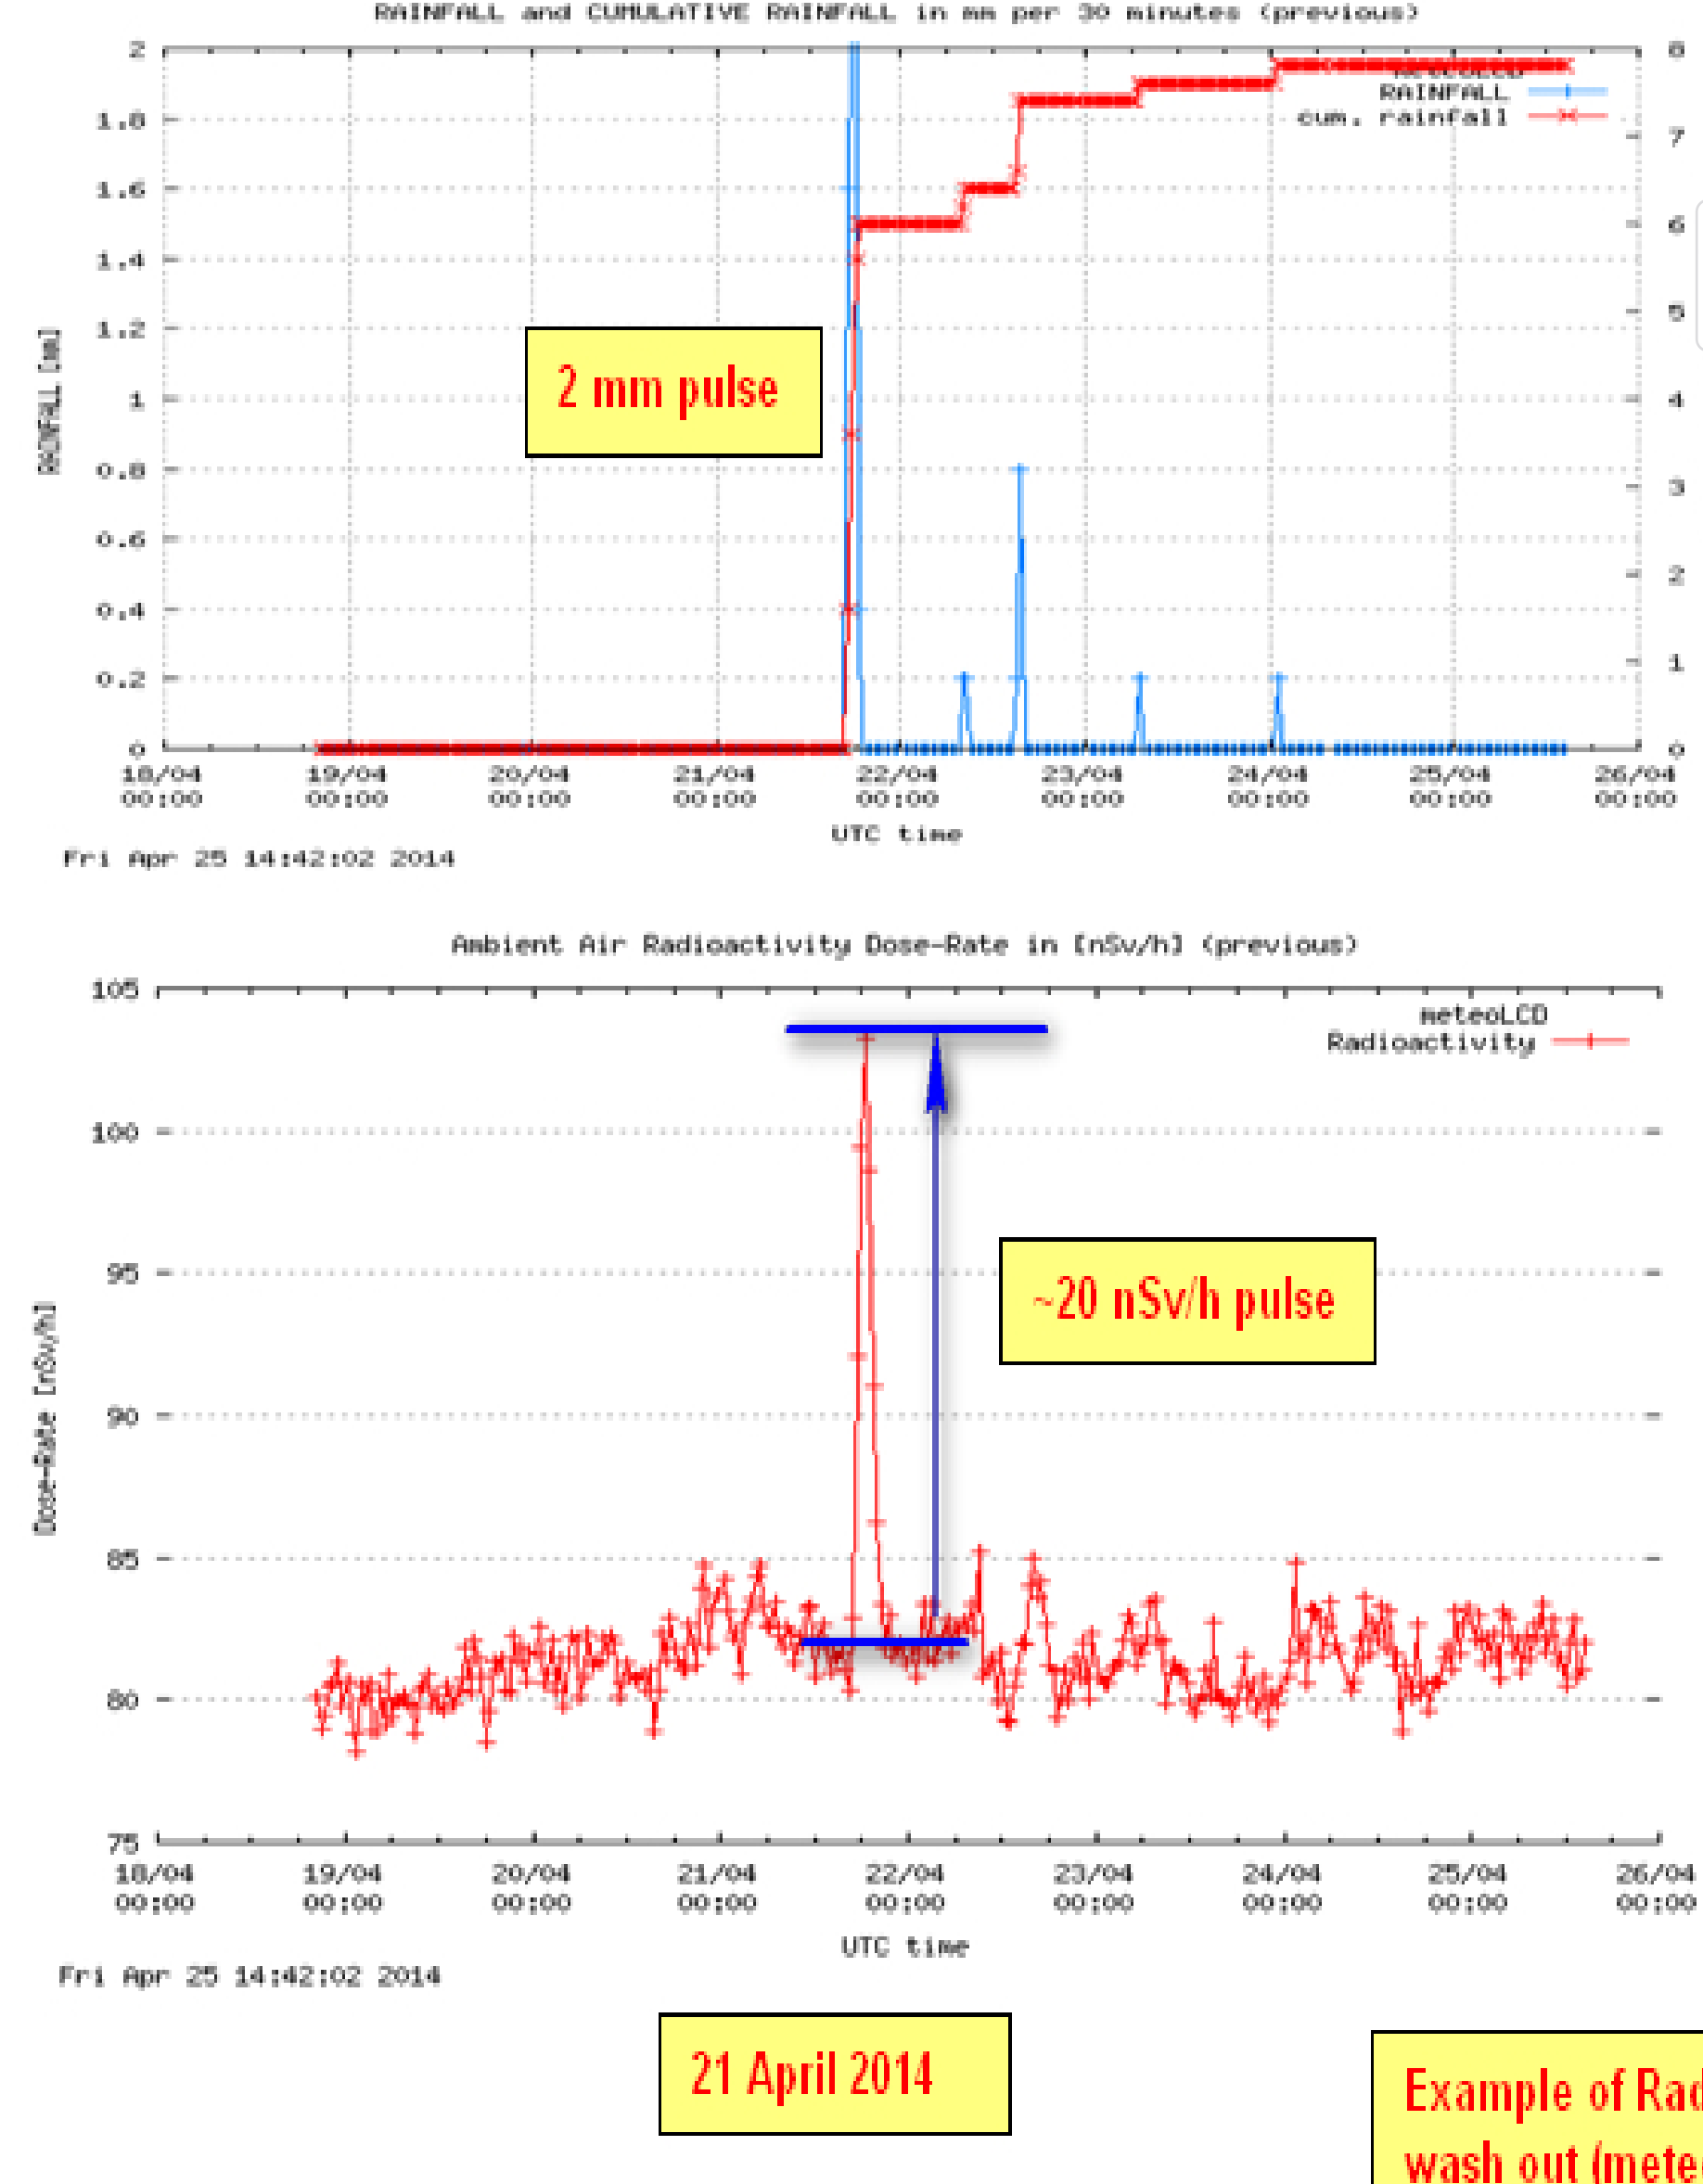 RAINFALL and CUMULATIVE RAINFALL in mm per 30 minutes (previous)
2
1.8
1.6
1.4
1.2
1
0.8
0.6
0.4
0.2
0
8
7
6
5
4
3
2
1
0
RAINFALL [mm]
meteoLCD
RAINFALL
cum. rainfall
2 mm pulse
18/04 19/04 20/04 21/04 22/04 23/04 24/04 25/04 26/04
00:00 00:00 00:00 00:00 00:00 00:00 00:00 00:00 00:00
UTC time
Fri Apr 25 14:42:02 2014
Ambient Air Radioactivity Dose-Rate in [nSv/h] (previous)
105
100
95
90
85
80
75
Dose-Rate [nSv/h]
meteoLCD
Radioactivity
~20 nSv/h pulse
18/04 19/04 20/04 21/04 22/04 23/04 24/04 25/04 26/04
00:00 00:00 00:00 00:00 00:00 00:00 00:00 00:00 00:00
UTC time
Fri Apr 25 14:42:02 2014
21 April 2014
Example of Rad
wash out (mete